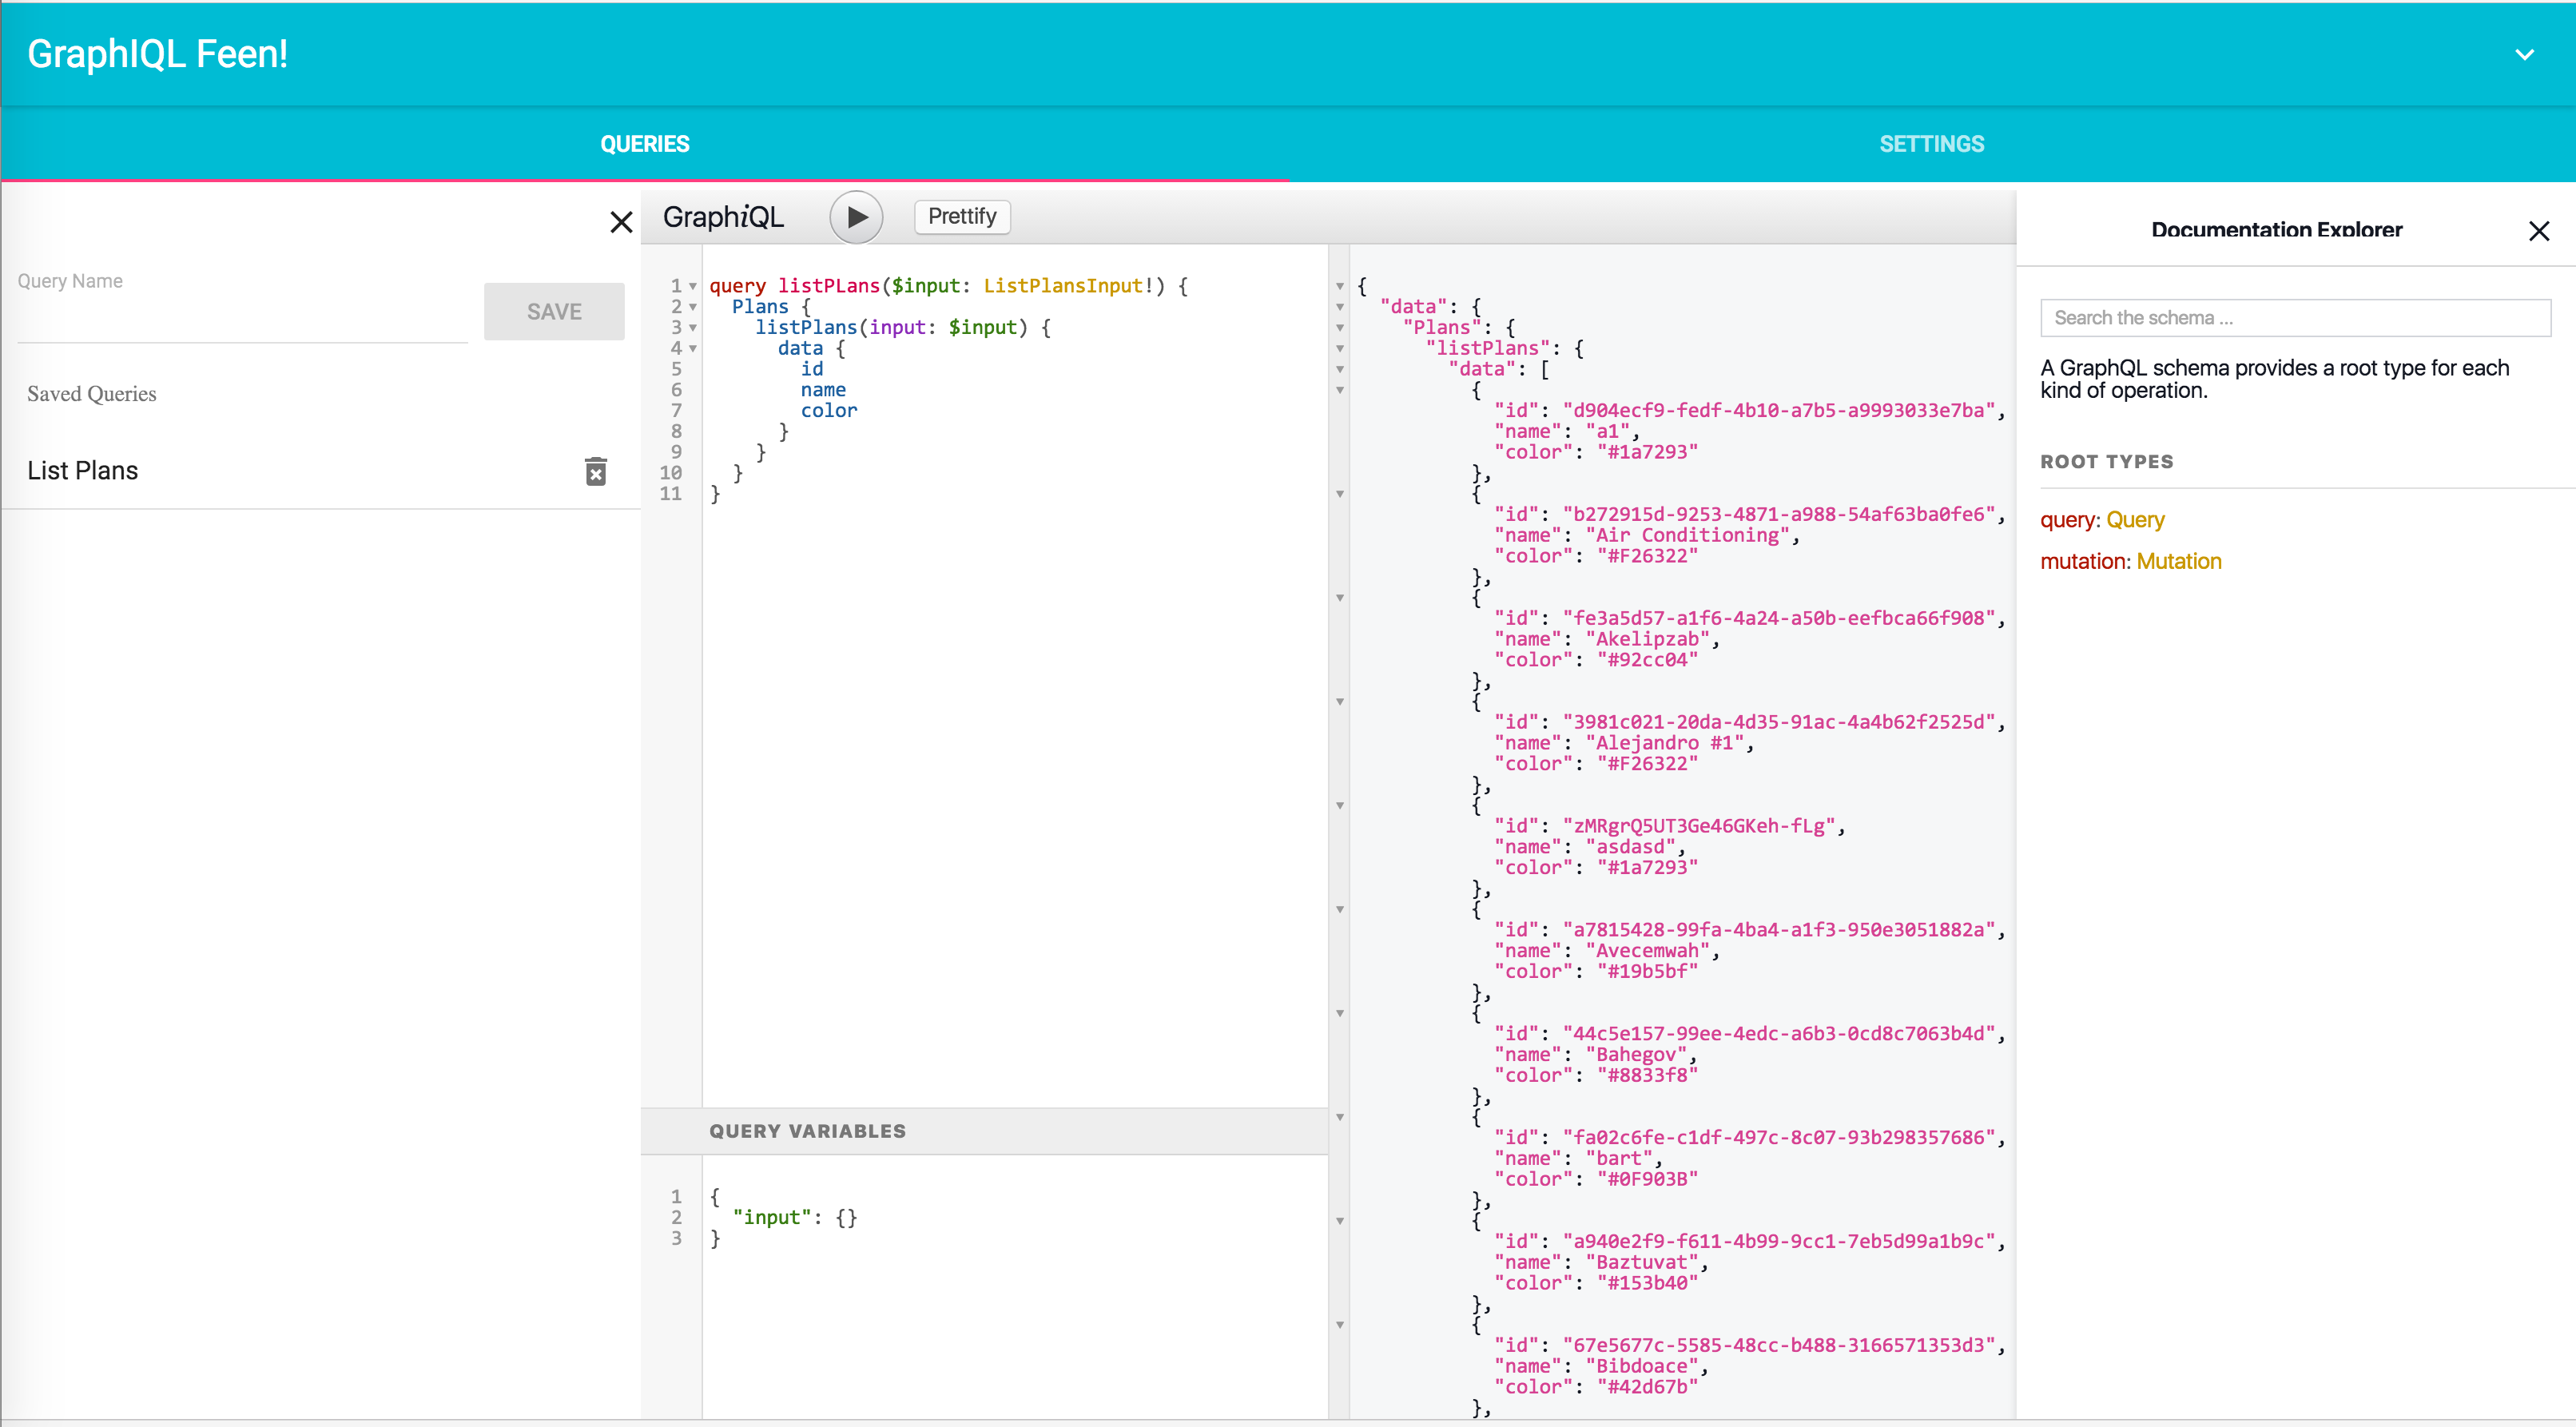 GraphIQL Feen!
QUERIES
SETTINGS
Query Name
SAVE
Saved Queries
List Plans
GraphiQL
Prettify
1 query listPLans($input: ListPlansInput!) {
2   Plans {
3     listPlans(input: $input) {
4       data {
5         id
6         name
7         color
8       }
9     }
10   }
11 }
QUERY VARIABLES
1 {
2   "input": {}
3 }
{
  "data": {
    "Plans": {
      "listPlans": {
        "data": [
          {
            "id": "d904ecf9-fedf-4b10-a7b5-a9993033e7ba",
            "name": "a1",
            "color": "#1a7293"
          },
          {
            "id": "b272915d-9253-4871-a988-54af63ba0fe6",
            "name": "Air Conditioning",
            "color": "#F26322"
          },
          {
            "id": "fe3a5d57-a1f6-4a24-a50b-eefbca66f908",
            "name": "Akelipzab",
            "color": "#92cc04"
          },
          {
            "id": "3981c021-20da-4d35-91ac-4a4b62f2525d",
            "name": "Alejandro #1",
            "color": "#F26322"
          },
          {
            "id": "zMRgrQ5UT3Ge46GKeh-fLg",
            "name": "asdasd",
            "color": "#1a7293"
          },
          {
            "id": "a7815428-99fa-4ba4-a1f3-950e3051882a",
            "name": "Avecemwah",
            "color": "#19b5bf"
          },
          {
            "id": "44c5e157-99ee-4edc-a6b3-0cd8c7063b4d",
            "name": "Bahegov",
            "color": "#8833f8"
          },
          {
            "id": "fa02c6fe-c1df-497c-8c07-93b298357686",
            "name": "bart",
            "color": "#0F903B"
          },
          {
            "id": "a940e2f9-f611-4b99-9cc1-7eb5d99a1b9c",
            "name": "Baztuvat",
            "color": "#153b40"
          },
          {
            "id": "67e5677c-5585-48cc-b488-3166571353d3",
            "name": "Bibdoace",
            "color": "#42d67b"
          },
Documentation Explorer
Search the schema ...
A GraphQL schema provides a root type for each
kind of operation.
ROOT TYPES
query: Query
mutation: Mutation